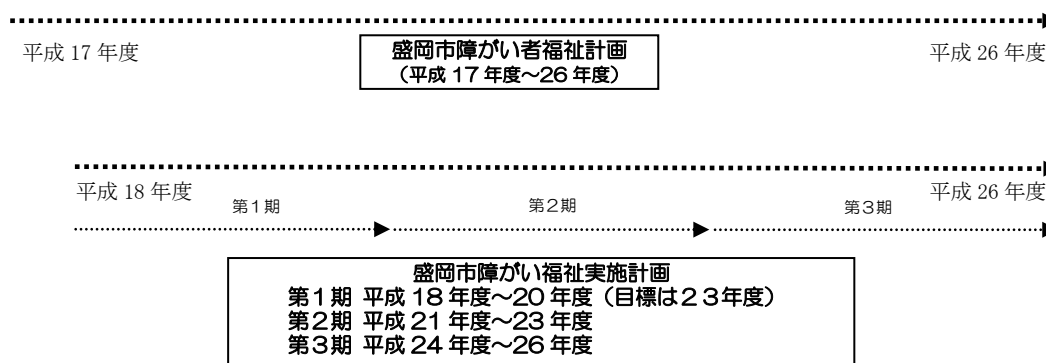 平成 17 年度
盛岡市障がい者福祉計画
(平成 17 年度～26 年度)
平成 26 年度
平成 18 年度
平成 26 年度
第1期
第2期
第3期
盛岡市障がい福祉実施計画
第1期 平成 18 年度～20 年度(目標は23年度)
第2期 平成 21 年度～23 年度
第3期 平成 24 年度～26 年度